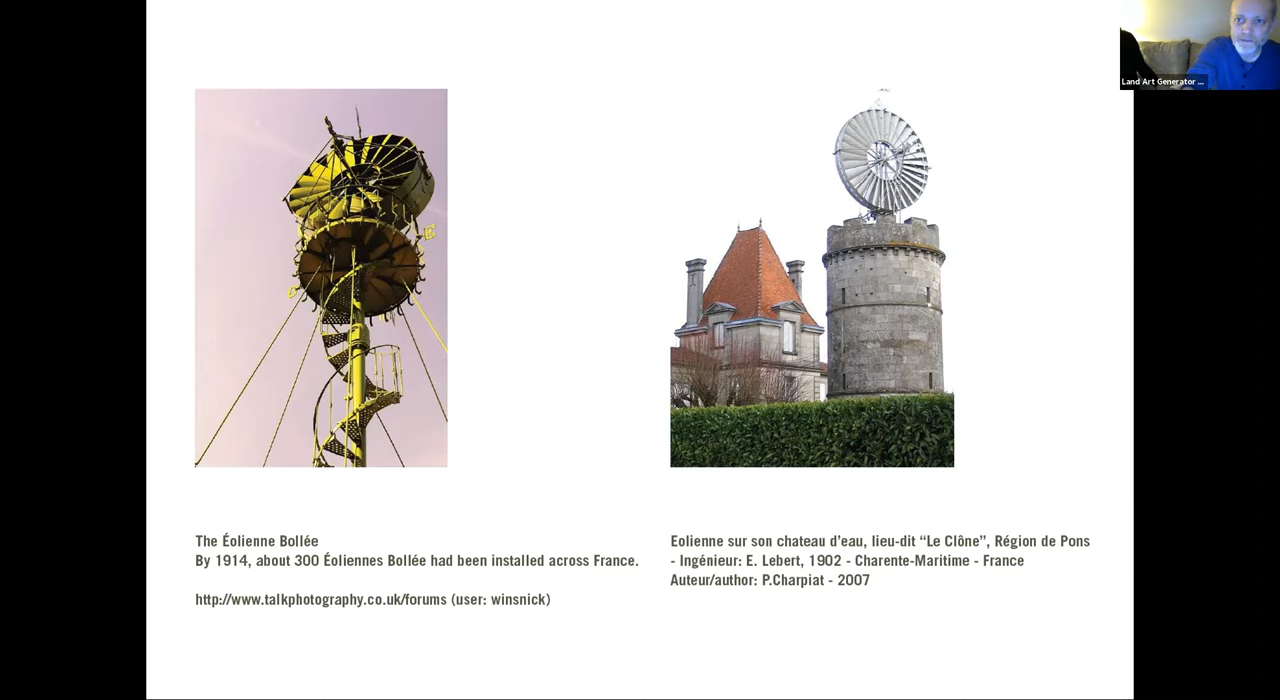 Land Art Generator ...
The Éolienne Bollée
By 1914, about 300 Éoliennes Bollée had been installed across France.
http://www.talkphotography.co.uk/forums (user: winsnick)
Eolienne sur son chateau d'eau, lieu-dit “Le Clône”, Région de Pons
- Ingénieur: E. Lebert, 1902 - Charente-Maritime - France
Auteur/author: P.Charpiat - 2007